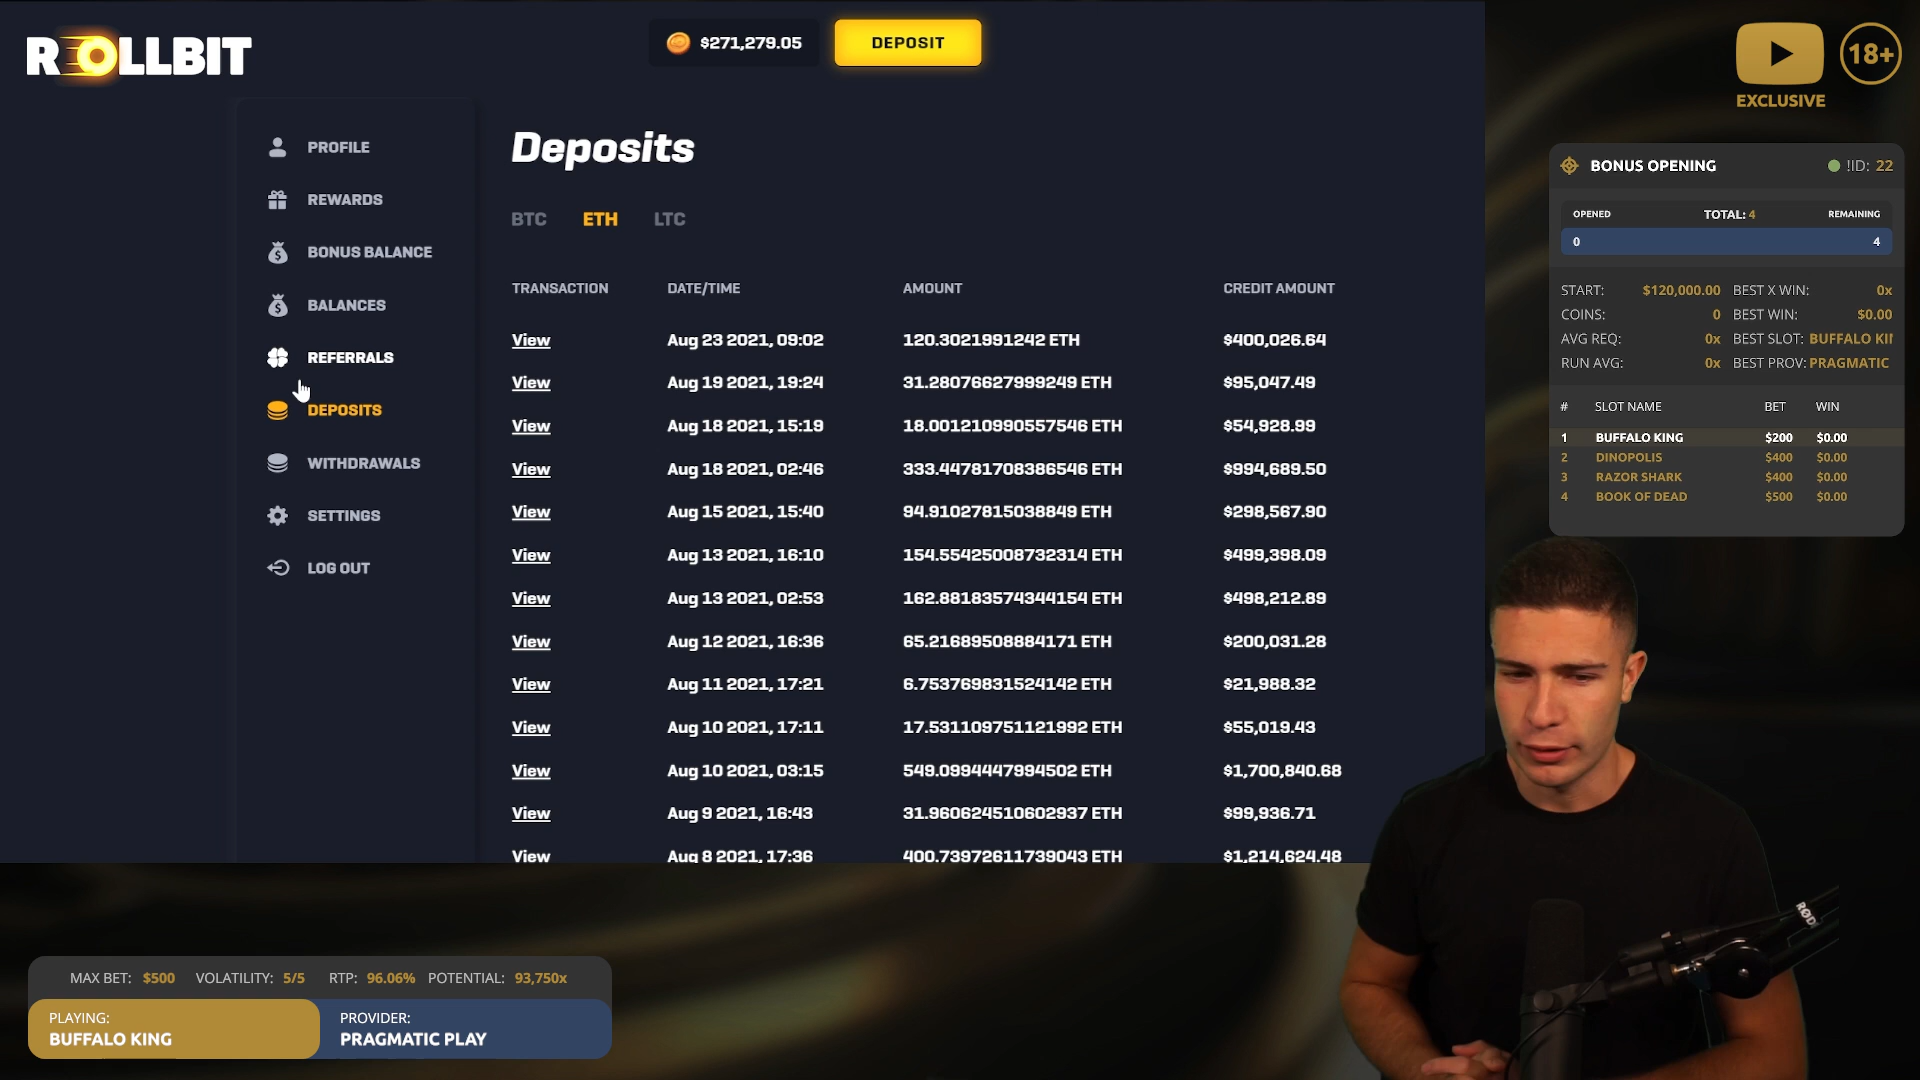 ROLLBIT
$271,279.05
DEPOSIT
EXCLUSIVE
18+
PROFILE
REWARDS
BONUS BALANCE
BALANCES
REFERRALS
DEPOSITS
WITHDRAWALS
SETTINGS
LOG OUT
Deposits
BTC ETH LTC
TRANSACTION DATE/TIME AMOUNT CREDIT AMOUNT
View Aug 23 2021, 09:02 120.3021991242 ETH $400,026.64
View Aug 19 2021, 19:24 31.28076627999249 ETH $95,047.49
View Aug 18 2021, 15:19 18.001210990557546 ETH $54,928.99
View Aug 18 2021, 02:46 333.44781708386546 ETH $994,689.50
View Aug 15 2021, 15:40 94.91027815038849 ETH $298,567.90
View Aug 13 2021, 16:10 154.55425008732314 ETH $499,398.09
View Aug 13 2021, 02:53 162.88183574344154 ETH $498,212.89
View Aug 12 2021, 16:36 65.21689508884171 ETH $200,031.28
View Aug 11 2021, 17:21 6.753769831524142 ETH $21,988.32
View Aug 10 2021, 17:11 17.531109751121992 ETH $55,019.43
View Aug 10 2021, 03:15 549.0994447994502 ETH $1,700,840.68
View Aug 9 2021, 16:43 31.960624510602937 ETH $99,936.71
View Aug 8 2021, 17:36 400.73972611739043 ETH $1,214,624.48
BONUS OPENING !ID: 22
OPENED TOTAL: 4 REMAINING
0 4
START: $120,000.00 BEST X WIN: 0x
COINS: 0 BEST WIN: $0.00
AVG REQ: 0x BEST SLOT: BUFFALO KI
RUN AVG: 0x BEST PROV: PRAGMATIC
# SLOT NAME BET WIN
1 BUFFALO KING $200 $0.00
2 DINOPOLIS $400 $0.00
3 RAZOR SHARK $400 $0.00
4 BOOK OF DEAD $500 $0.00
RØD
MAX BET: $500 VOLATILITY: 5/5 RTP: 96.06% POTENTIAL: 93,750x
PLAYING:
BUFFALO KING
PROVIDER:
PRAGMATIC PLAY